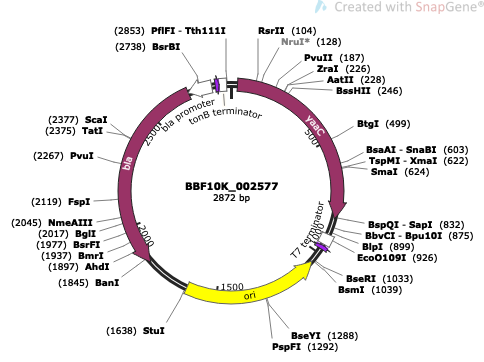 Created with SnapGene®
(2853) PflFI - Tth111I
(2738) BsrBI
RsrII (104)
NruI* (128)
PvuII (187)
ZraI (226)
AatII (228)
BssHII (246)
BtgI (499)
BsaAI - SnaBI (603)
TspMI - XmaI (622)
SmaI (624)
BspQI - SapI (832)
BbvCI - Bpu10I (875)
BlpI (899)
EcoO109I (926)
BseRI (1033)
BsmI (1039)
BseYI (1288)
PspFI (1292)
(1638) StuI
(1845) BanI
(1897) AhdI
(1937) BmrI
(1977) BsrFI
(2017) BglI
(2045) NmeAIII
(2119) FspI
(2267) PvuI
(2375) TatI
(2377) ScaI
bla promoter
tonB terminator
yaaC
500
1000
T7 terminator
1500
ori
2000
bla
2500
BBF10K_002577
2872 bp